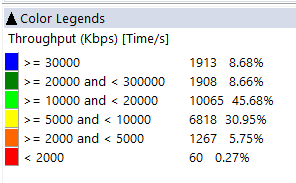 Color Legends
Throughput (Kbps) [Time/s]
>= 30000 1913 8.68%
>= 20000 and < 300000 1908 8.66%
>= 10000 and < 20000 10065 45.68%
>= 5000 and < 10000 6818 30.95%
>= 2000 and < 5000 1267 5.75%
< 2000 60 0.27%